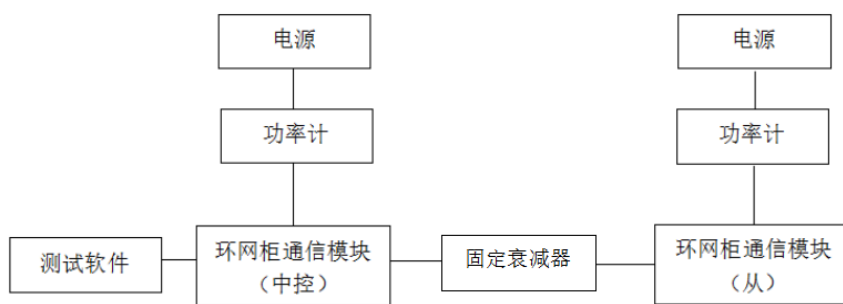 电源
电源
功率计
功率计
测试软件
环网柜通信模块
（中控）
固定衰减器
环网柜通信模块
（从）